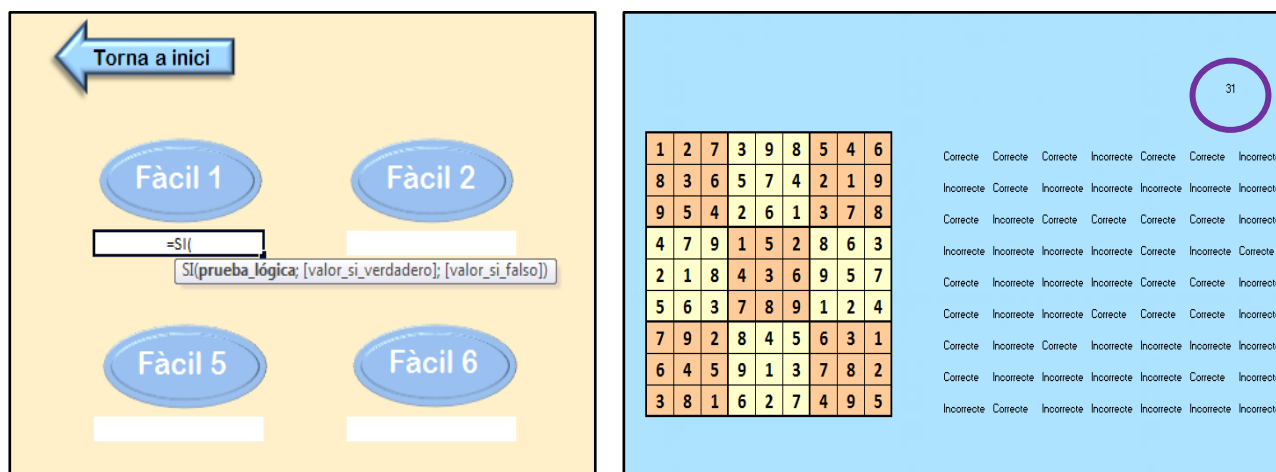 Torna a inici
Fàcil 1 Fàcil 2
=SI(
SI(prueba_lógica; [valor_si_verdadero]; [valor_si_falso])
Fàcil 5 Fàcil 6
31
1 2 7 3 9 8 5 4 6
8 3 6 5 7 4 2 1 9
9 5 4 2 6 1 3 7 8
4 7 9 1 5 2 8 6 3
2 1 8 4 3 6 9 5 7
5 6 3 7 8 9 1 2 4
7 9 2 8 4 5 6 3 1
6 4 5 9 1 3 7 8 2
3 8 1 6 2 7 4 9 5
Correcte Correcte Correcte Incorrecte Correcte Correcte Incorrect
Incorrecte Correcte Incorrecte Incorrecte Incorrecte Incorrecte Incorrect
Correcte Incorrecte Correcte Correcte Correcte Correcte Incorrect
Incorrecte Incorrecte Incorrecte Incorrecte Incorrecte Incorrecte Correcte
Correcte Incorrecte Incorrecte Incorrecte Correcte Correcte Incorrect
Correcte Incorrecte Incorrecte Correcte Correcte Correcte Incorrect
Correcte Incorrecte Correcte Incorrecte Incorrecte Incorrecte Incorrect
Correcte Incorrecte Incorrecte Incorrecte Incorrecte Correcte Incorrect
Incorrecte Correcte Incorrecte Incorrecte Incorrecte Incorrecte Incorrect